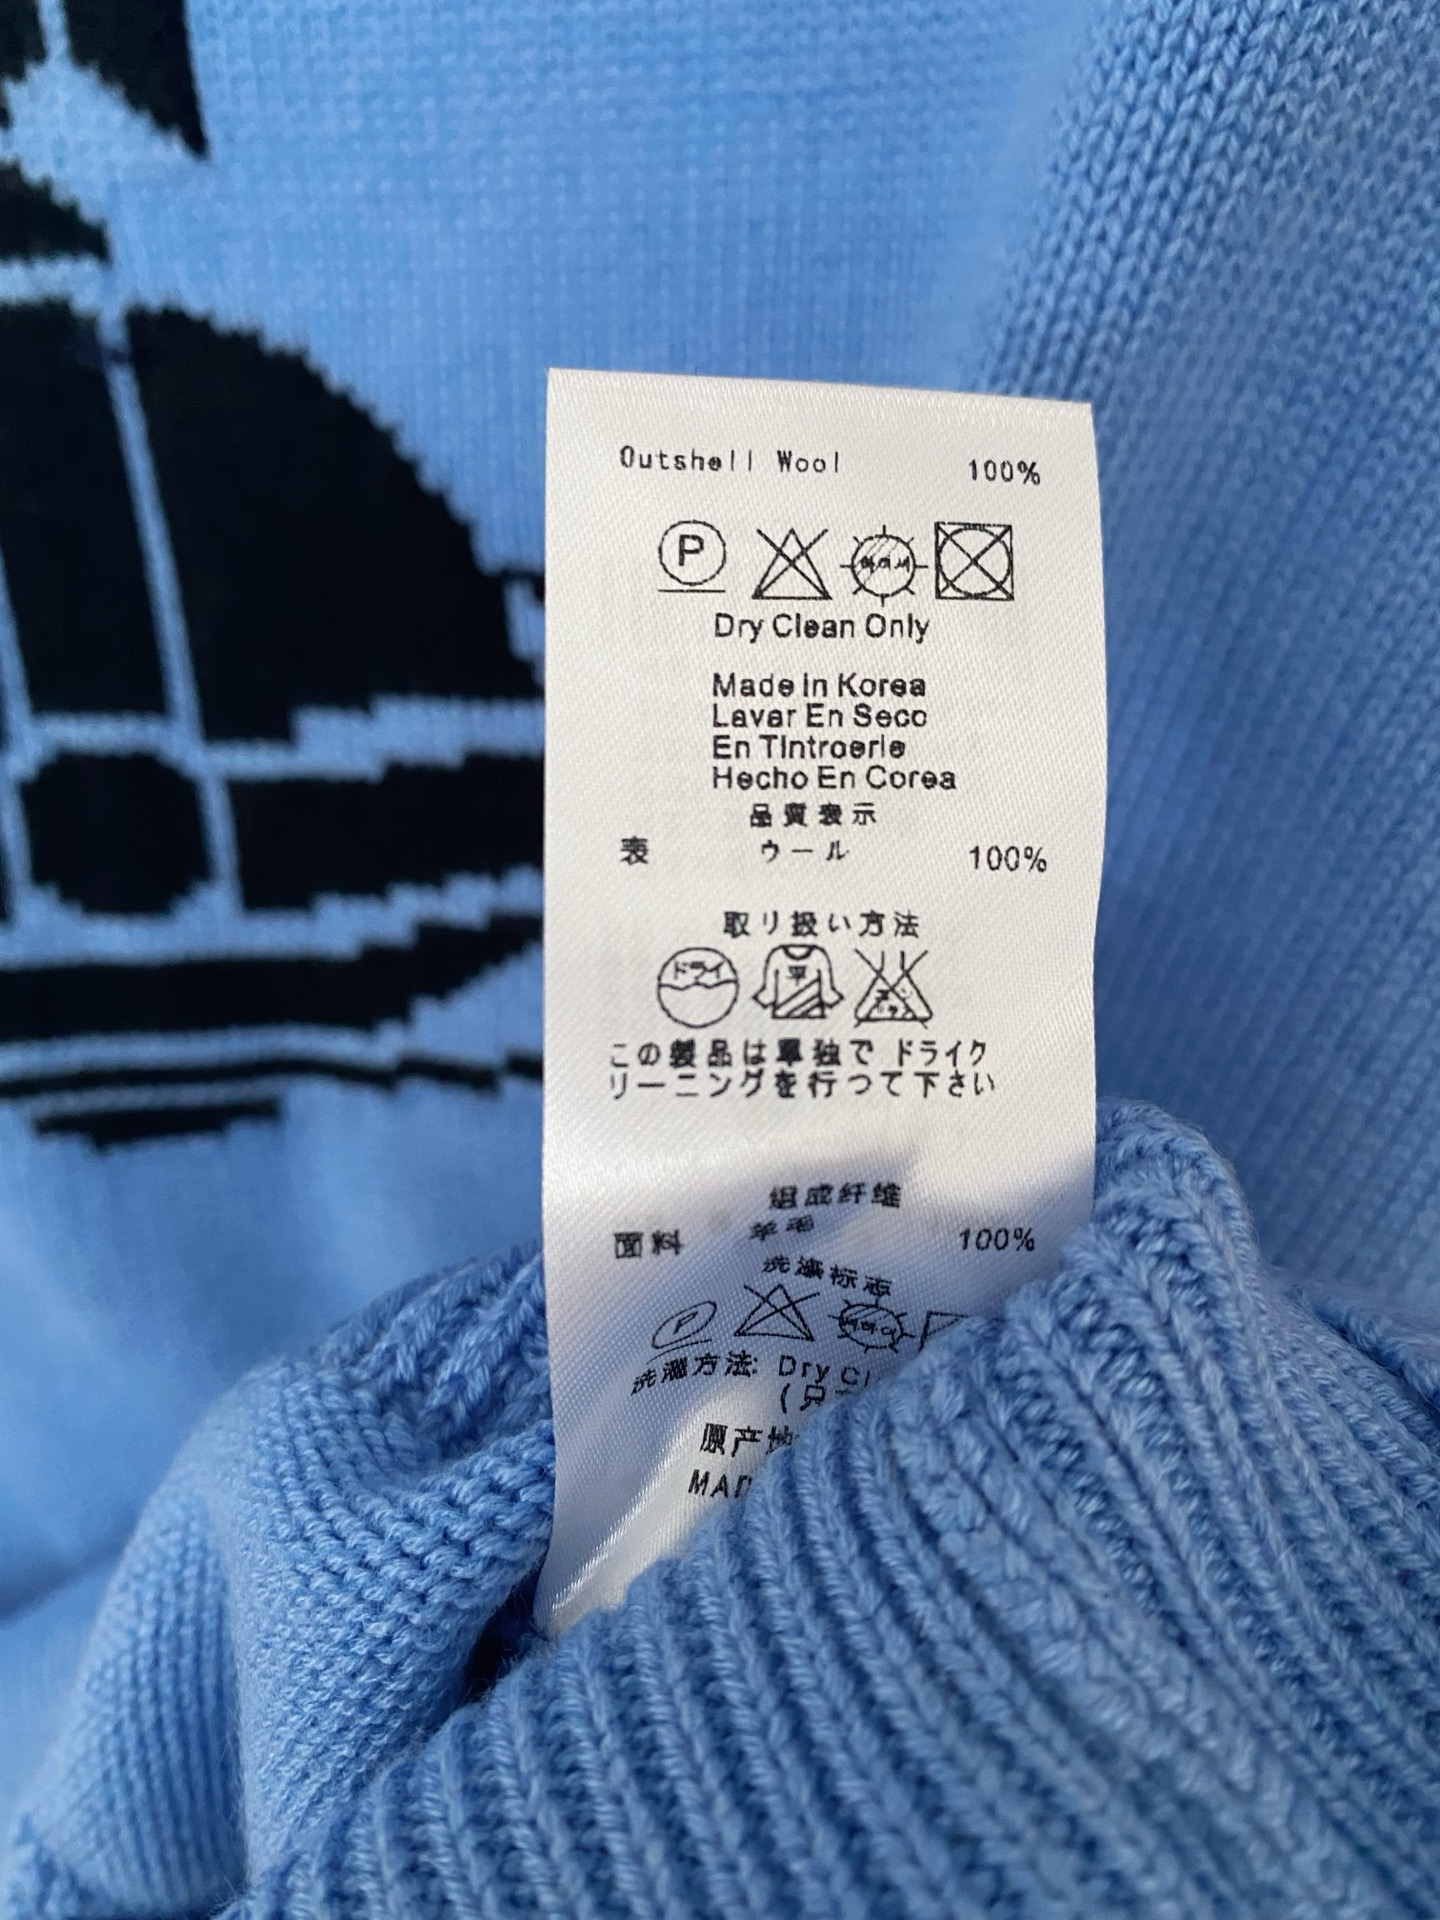 Outshell Wool 100%
P
Dry Clean Only
Made In Korea
Lavar En Seco
En Tintroerie
Hecho En Corea
品質表示
表 ウール 100%
取り扱い方法
ドライ 平
この製品は単独で ドライク
リーニングを行って下さい
组成纤维
面料 羊毛 100%
洗涤标志
P
洗涤方法: Dry Cl
(只
原产地
MAD